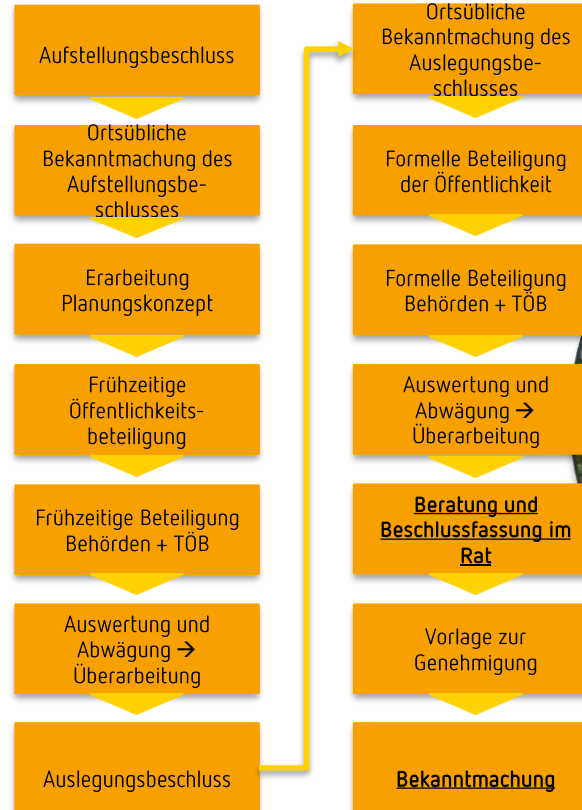 Aufstellungsbeschluss
Ortsübliche
Bekanntmachung des
Aufstellungsbe-
schlusses
Erarbeitung
Planungskonzept
Frühzeitige
Öffentlichkeits-
beteiligung
Frühzeitige Beteiligung
Behörden + TÖB
Auswertung und
Abwägung →
Überarbeitung
Auslegungsbeschluss
Ortsübliche
Bekanntmachung des
Auslegungsbe-
schlusses
Formelle Beteiligung
der Öffentlichkeit
Formelle Beteiligung
Behörden + TÖB
Auswertung und
Abwägung →
Überarbeitung
Beratung und
Beschlussfassung im
Rat
Vorlage zur
Genehmigung
Bekanntmachung